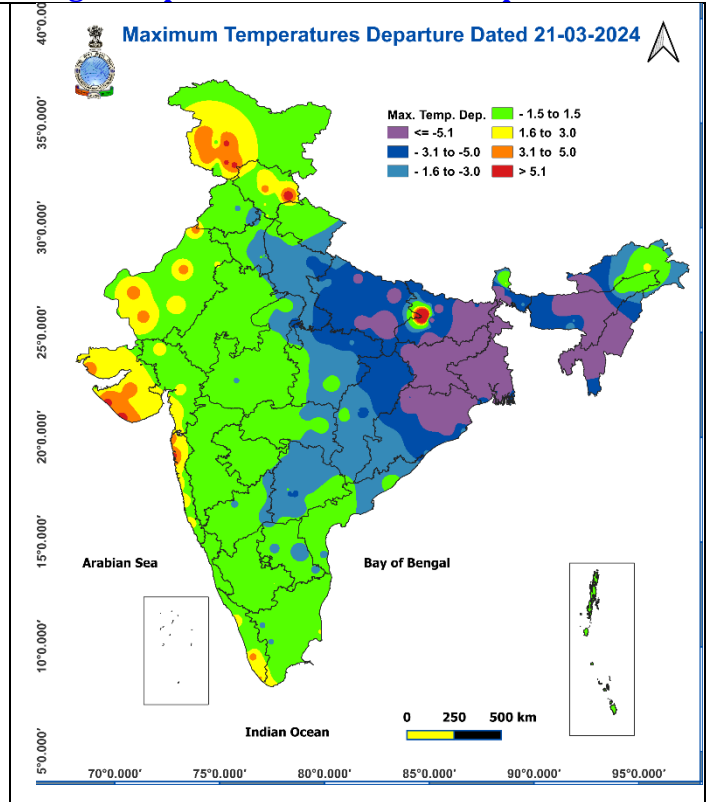 Maximum Temperatures Departure Dated 21-03-2024
Max. Temp. Dep.
<= -5.1
- 3.1 to -5.0
- 1.6 to -3.0
- 1.5 to 1.5
1.6 to 3.0
3.1 to 5.0
> 5.1
40°0.000'
35°0.000'
30°0.000'
25°0.000'
20°0.000'
15°0.000'
10°0.000'
5°0.000'
Arabian Sea
Bay of Bengal
Indian Ocean
0 250 500 km
70°0.000' 75°0.000' 80°0.000' 85°0.000' 90°0.000' 95°0.000'